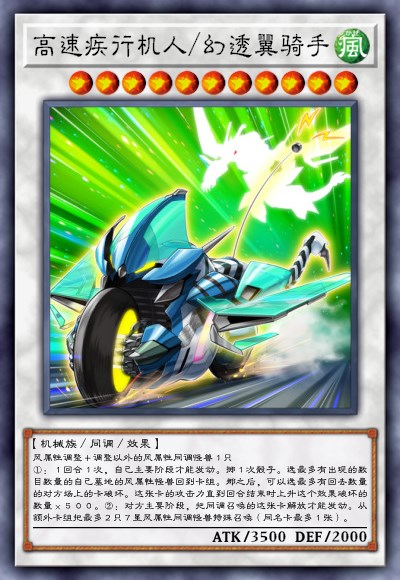 高速疾行机人/幻透翼骑手
風
【机械族/同调/效果】
风属性调整+调整以外的风属性同调怪兽1只
①：1回合1次，自己主要阶段才能发动。掷1次骰子。选最多有出现的数
目数量的自己墓地的风属性怪兽回到卡组。那之后，可以选最多有回去数量
的对方场上的卡破坏。这张卡的攻击力直到回合结束时上升这个效果破坏的
数量×500。②：对方主要阶段，把同调召唤的这张卡解放才能发动。从
额外卡组把最多2只7星风属性同调怪兽特殊召唤（同名卡最多1张）。
ATK/3500 DEF/2000